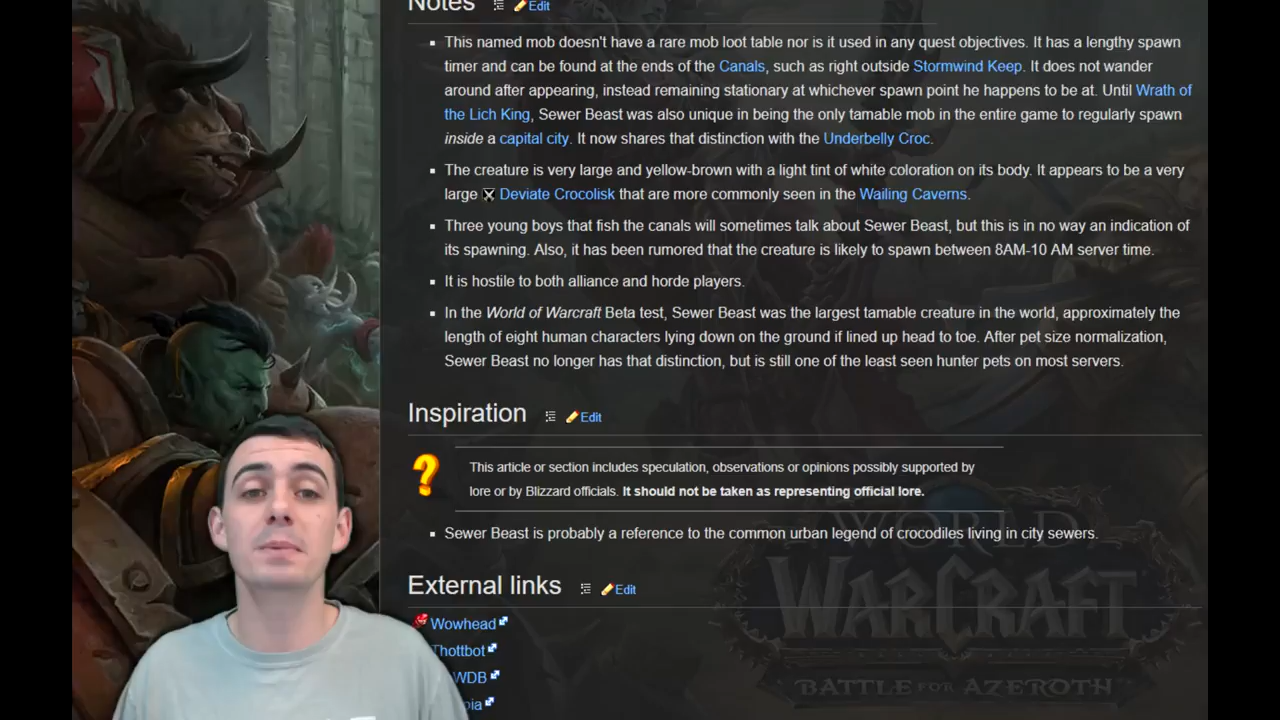 Notes Edit
This named mob doesn't have a rare mob loot table nor is it used in any quest objectives. It has a lengthy spawn
timer and can be found at the ends of the Canals, such as right outside Stormwind Keep. It does not wander
around after appearing, instead remaining stationary at whichever spawn point he happens to be at. Until Wrath of
the Lich King, Sewer Beast was also unique in being the only tamable mob in the entire game to regularly spawn
inside a capital city. It now shares that distinction with the Underbelly Croc.
The creature is very large and yellow-brown with a light tint of white coloration on its body. It appears to be a very
large Deviate Crocolisk that are more commonly seen in the Wailing Caverns.
Three young boys that fish the canals will sometimes talk about Sewer Beast, but this is in no way an indication of
its spawning. Also, it has been rumored that the creature is likely to spawn between 8AM-10 AM server time.
It is hostile to both alliance and horde players.
In the World of Warcraft Beta test, Sewer Beast was the largest tamable creature in the world, approximately the
length of eight human characters lying down on the ground if lined up head to toe. After pet size normalization,
Sewer Beast no longer has that distinction, but is still one of the least seen hunter pets on most servers.
Inspiration Edit
? This article or section includes speculation, observations or opinions possibly supported by
lore or by Blizzard officials. It should not be taken as representing official lore.
Sewer Beast is probably a reference to the common urban legend of crocodiles living in city sewers.
External links Edit
Wowhead
Thottbot
WDB
WORLD
WARCRAFT
BATTLE FOR AZEROTH